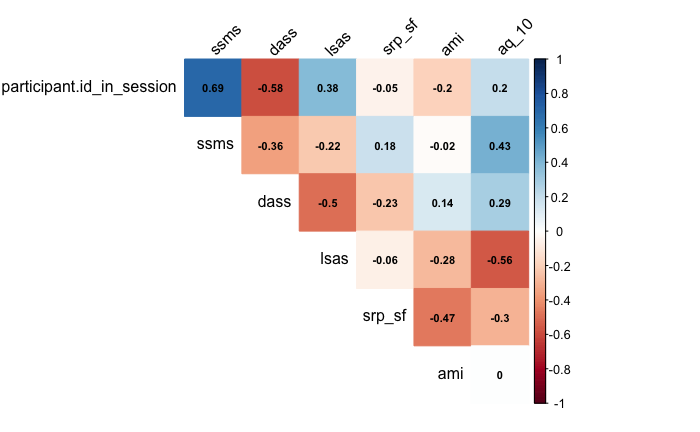 ssms dass lsas srp_sf ami aq_10
participant.id_in_session 0.69 -0.58 0.38 -0.05 -0.2 0.2
ssms -0.36 -0.22 0.18 -0.02 0.43
dass -0.5 -0.23 0.14 0.29
lsas -0.06 -0.28 -0.56
srp_sf -0.47 -0.3
ami 0
1
0.8
0.6
0.4
0.2
0
-0.2
-0.4
-0.6
-0.8
-1